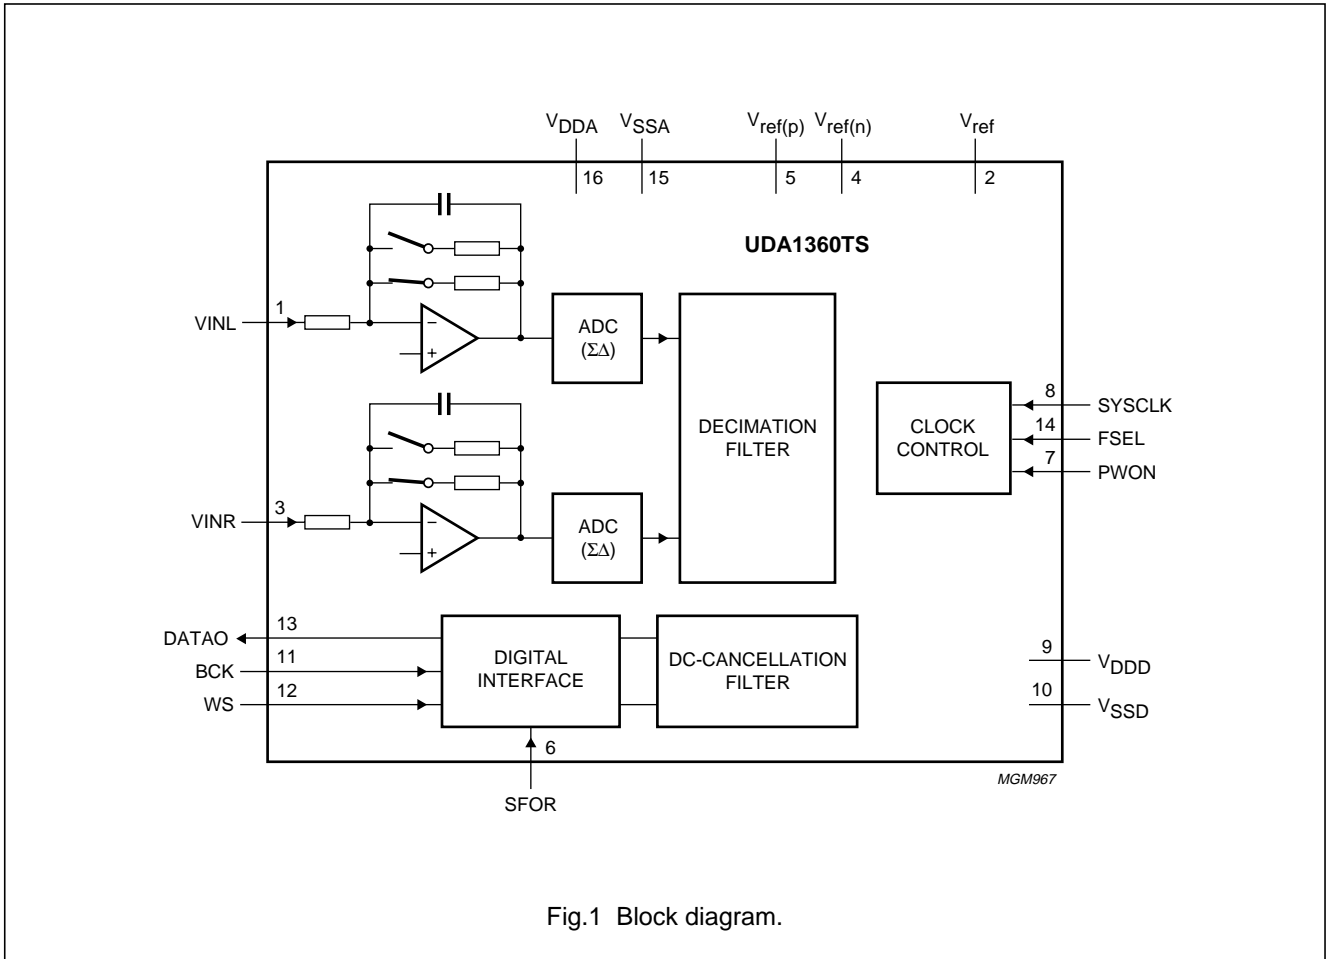 VDDA VSSA Vref(p) Vref(n) Vref
16 15 5 4 2
UDA1360TS
1
VINL
−
+
ADC
(ΣΔ)
DECIMATION
FILTER
CLOCK
CONTROL
8
SYSCLK
14
FSEL
7
PWON
3
VINR
−
+
ADC
(ΣΔ)
13
DATAO
11
BCK
12
WS
DIGITAL
INTERFACE
DC-CANCELLATION
FILTER
9
VDDD
10
VSSD
6
SFOR
MGM967
Fig.1 Block diagram.